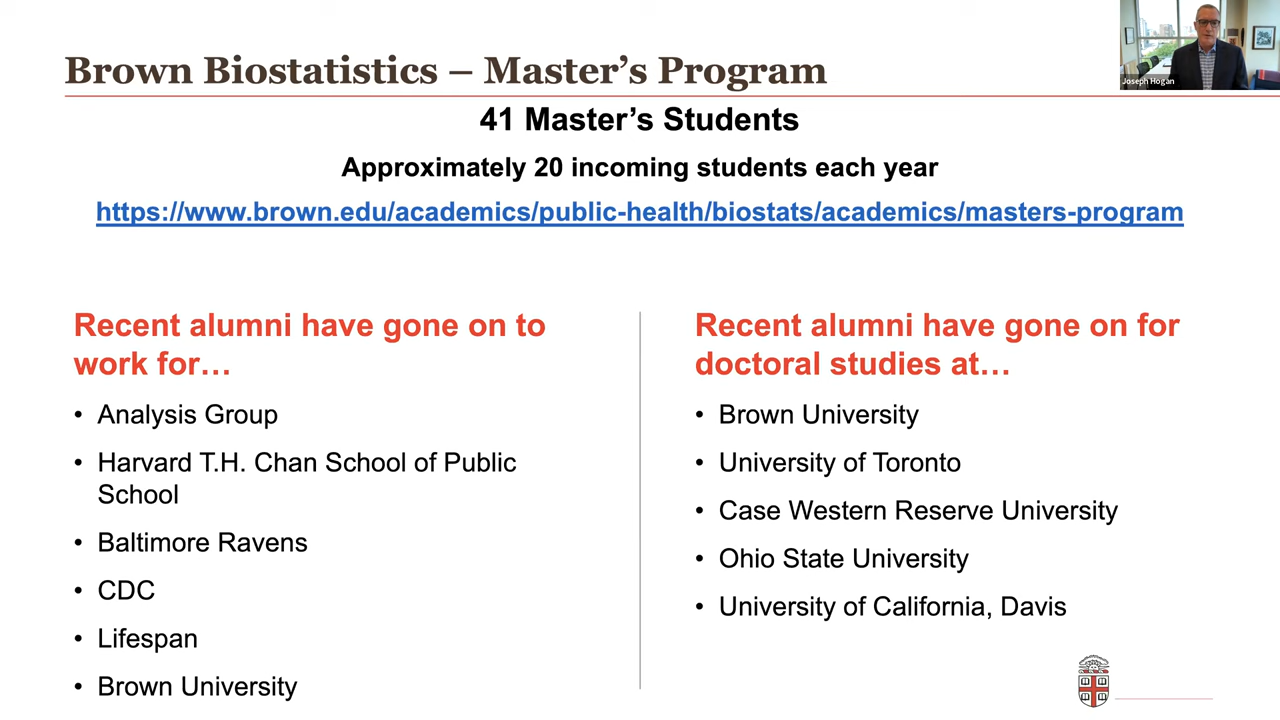 Brown Biostatistics – Master’s Program
Joseph Hogan
41 Master’s Students
Approximately 20 incoming students each year
https://www.brown.edu/academics/public-health/biostats/academics/masters-program
Recent alumni have gone on to
work for…
• Analysis Group
• Harvard T.H. Chan School of Public
School
• Baltimore Ravens
• CDC
• Lifespan
• Brown University
Recent alumni have gone on for
doctoral studies at…
• Brown University
• University of Toronto
• Case Western Reserve University
• Ohio State University
• University of California, Davis